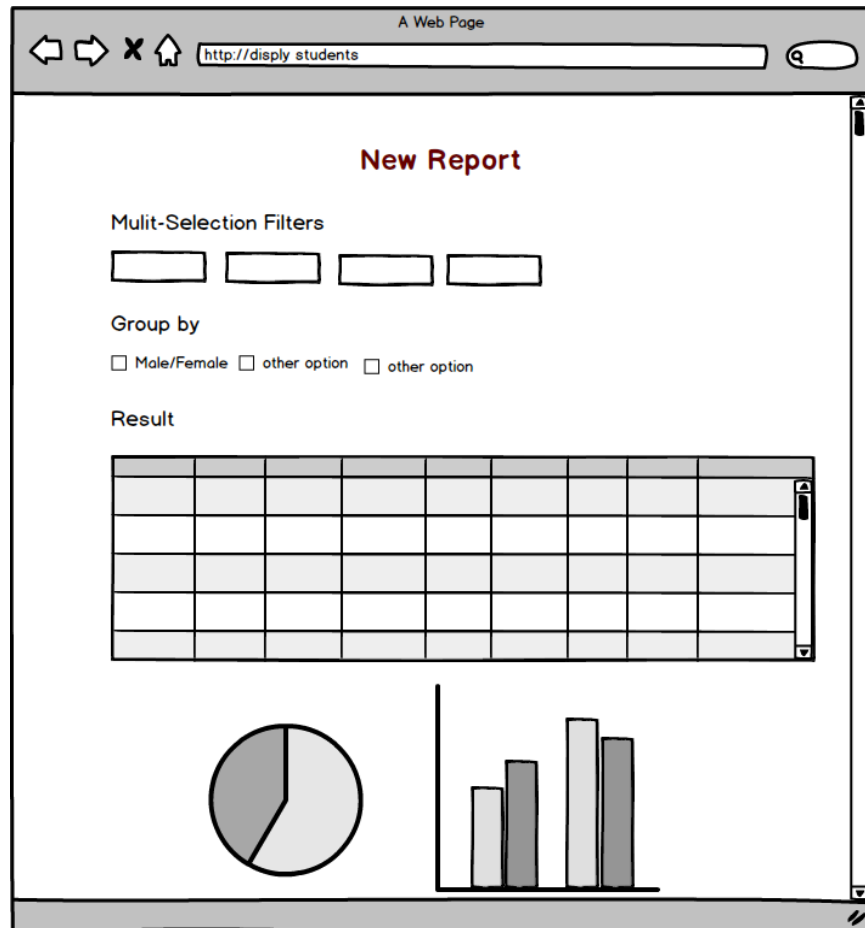 A Web Page
http://disply students
New Report
Mulit-Selection Filters
Group by
Male/Female other option other option
Result